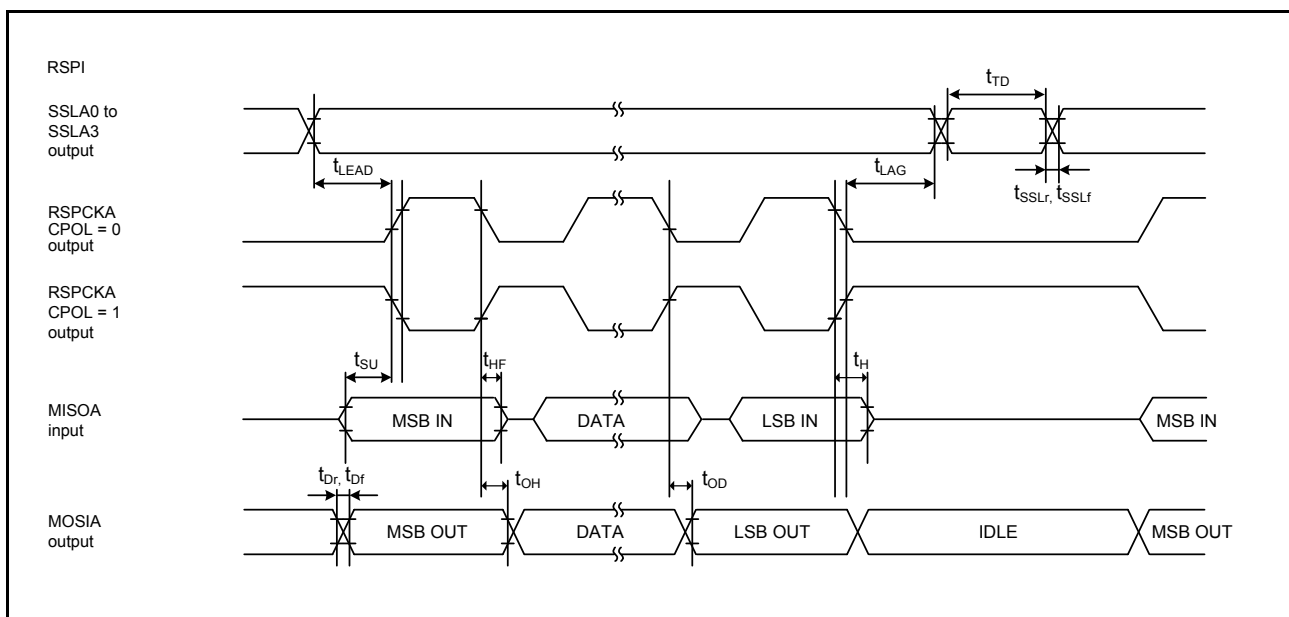 RSPI
SSLA0 to
SSLA3
output
tTD
tLEAD
tLAG
tSSLr, tSSLf
RSPCKA
CPOL = 0
output
RSPCKA
CPOL = 1
output
tSU
tHF
tH
MISOA
input
MSB IN
DATA
LSB IN
MSB IN
tDr, tDf
tOH
tOD
MOSIA
output
MSB OUT
DATA
LSB OUT
IDLE
MSB OUT